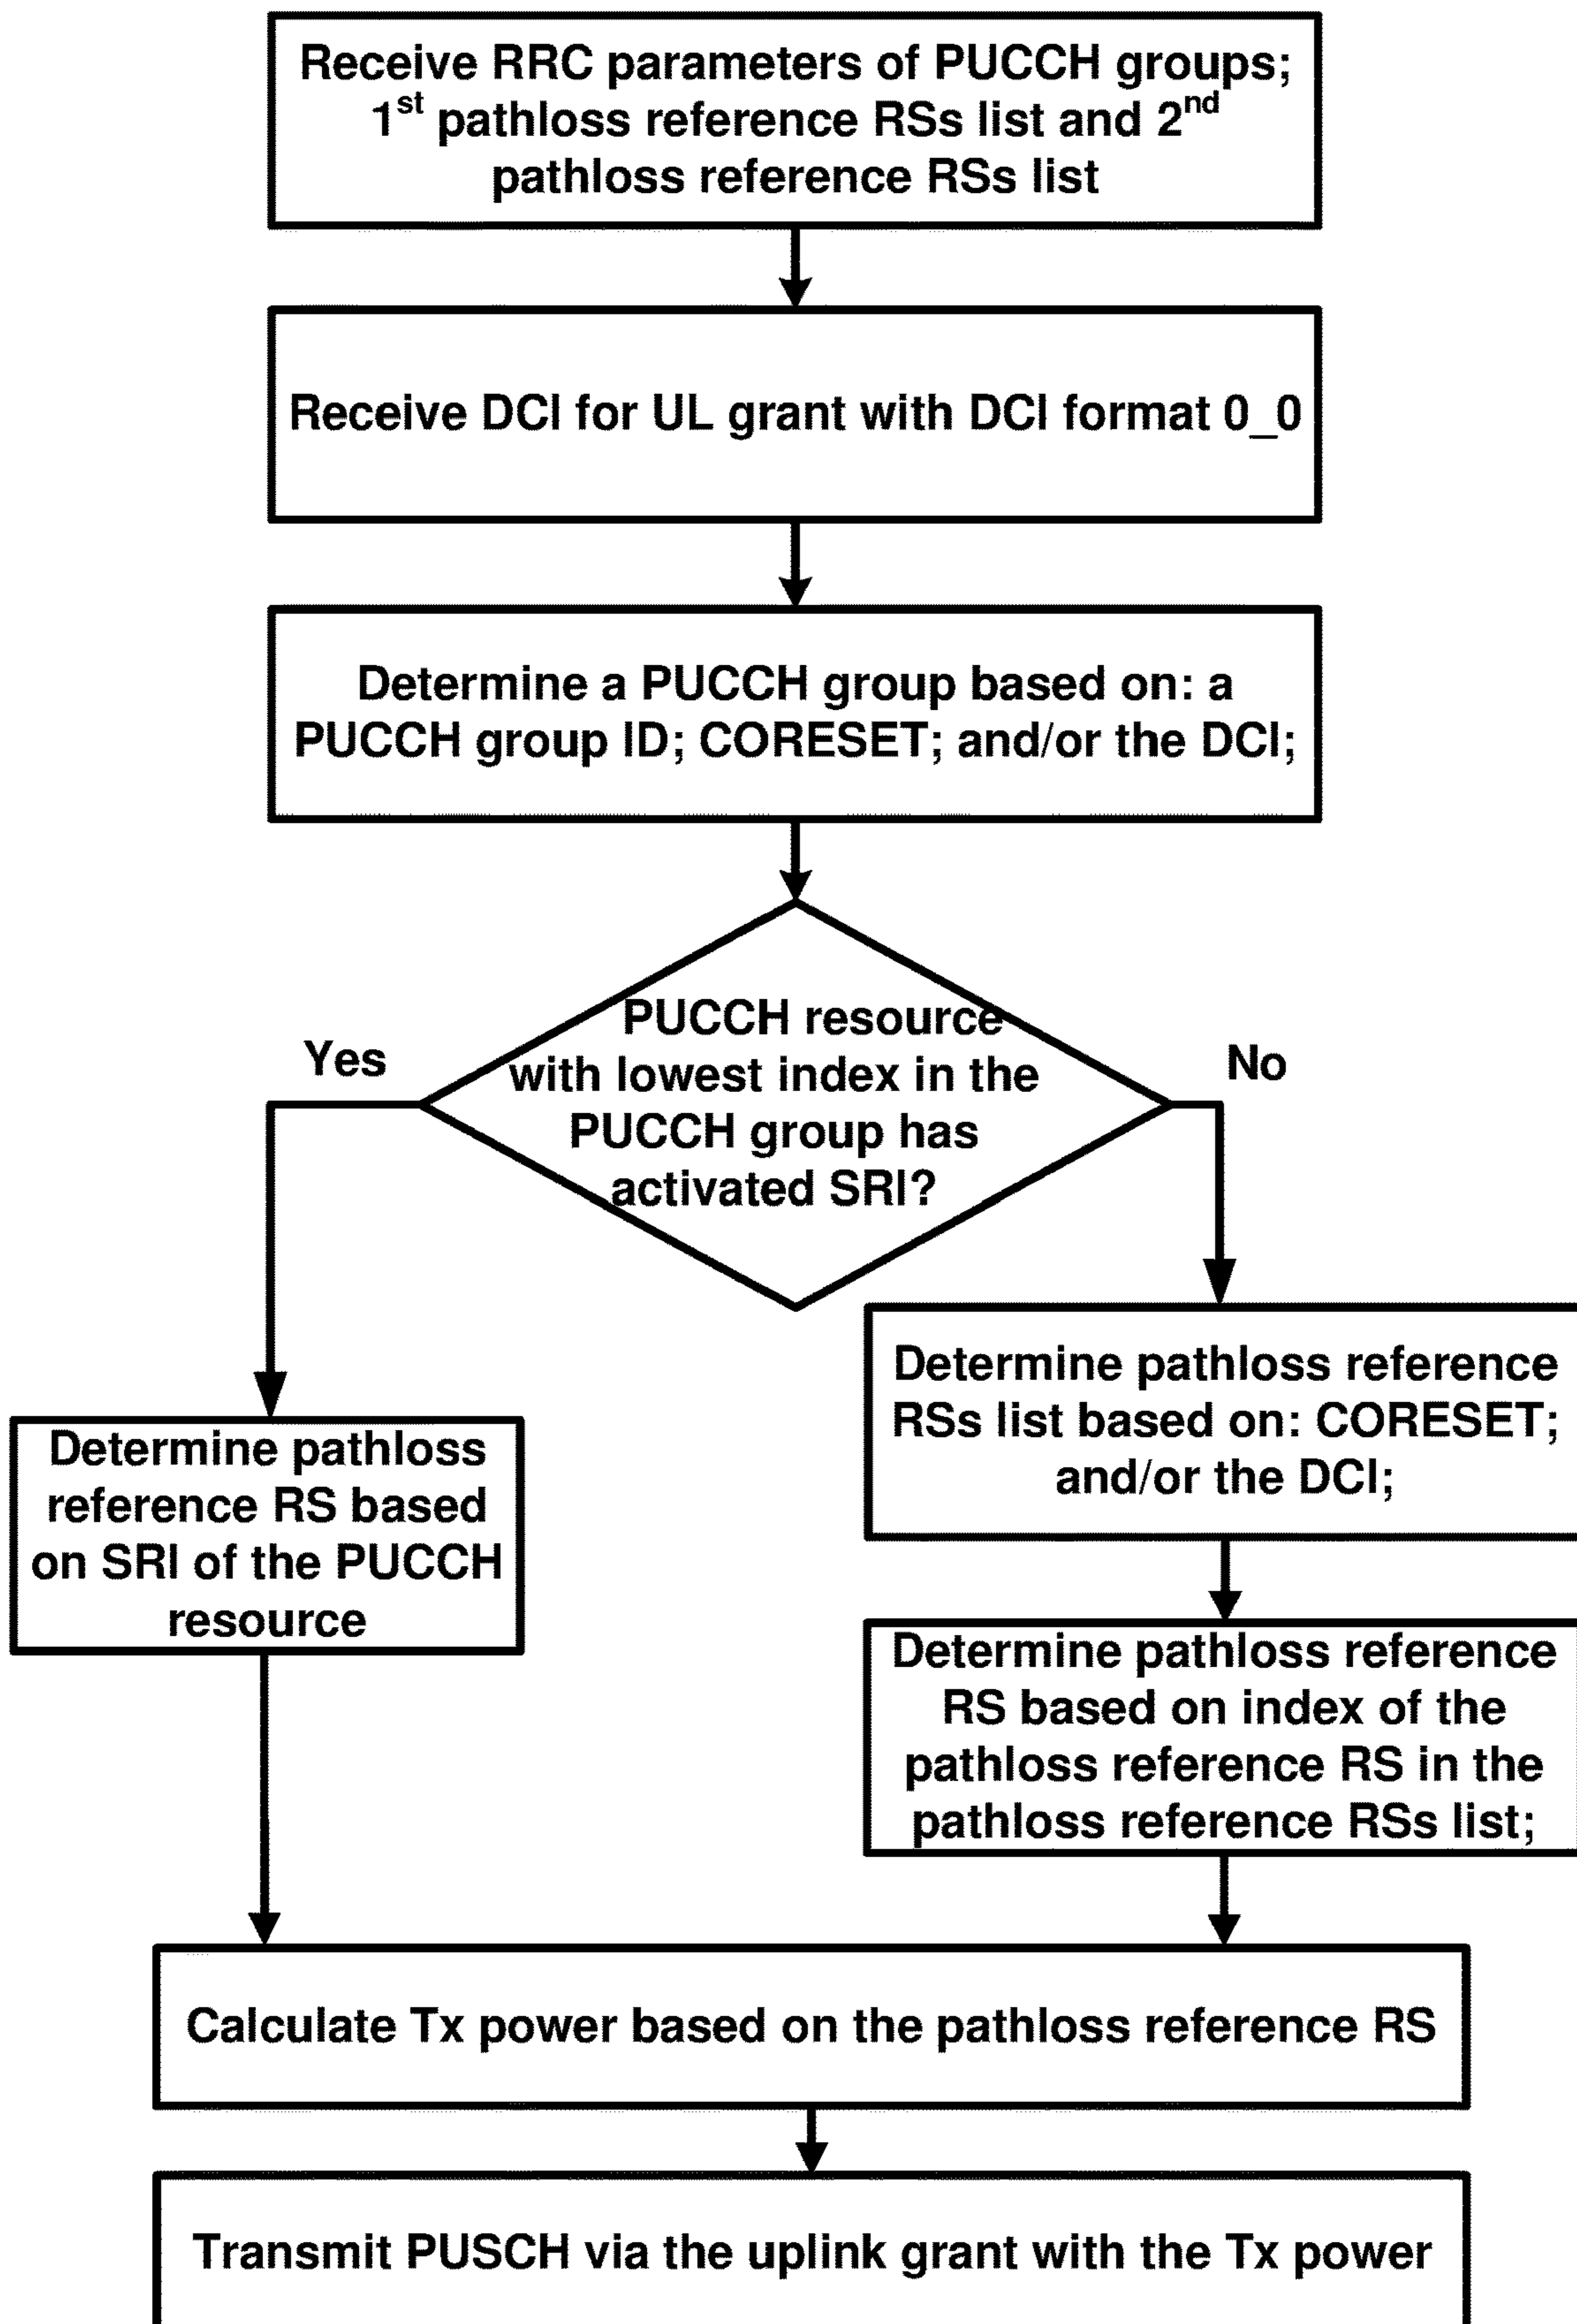 Receive RRC parameters of PUCCH groups;
1st pathloss reference RSs list and 2nd
pathloss reference RSs list
Receive DCI for UL grant with DCI format 0_0
Determine a PUCCH group based on: a
PUCCH group ID; CORESET; and/or the DCI;
PUCCH resource
with lowest index in the
PUCCH group has
activated SRI?
Yes
No
Determine pathloss
reference RS based
on SRI of the PUCCH
resource
Determine pathloss reference
RSs list based on: CORESET;
and/or the DCI;
Determine pathloss reference
RS based on index of the
pathloss reference RS in the
pathloss reference RSs list;
Calculate Tx power based on the pathloss reference RS
Transmit PUSCH via the uplink grant with the Tx power